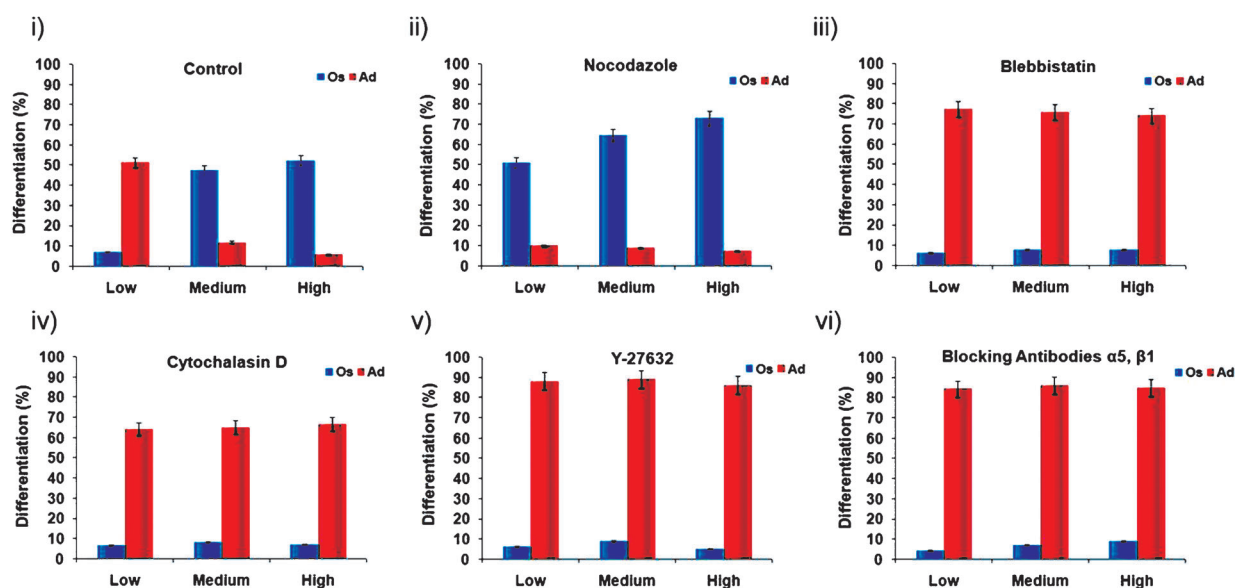 i)
Control
Os Ad
Differentiation (%)
100
90
80
70
60
50
40
30
20
10
0
Low Medium High
ii)
Nocodazole
Os Ad
Differentiation (%)
100
90
80
70
60
50
40
30
20
10
0
Low Medium High
iii)
Blebbistatin
Os Ad
Differentiation (%)
100
90
80
70
60
50
40
30
20
10
0
Low Medium High
iv)
Cytochalasin D
Os Ad
Differentiation (%)
100
90
80
70
60
50
40
30
20
10
0
Low Medium High
v)
Y-27632
Os Ad
Differentiation (%)
100
90
80
70
60
50
40
30
20
10
0
Low Medium High
vi)
Blocking Antibodies α5, β1
Os Ad
Differentiation (%)
100
90
80
70
60
50
40
30
20
10
0
Low Medium High